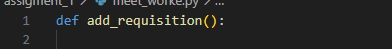 assigment_1 > meet_worke.py > ...
1 def add_requisition():
2